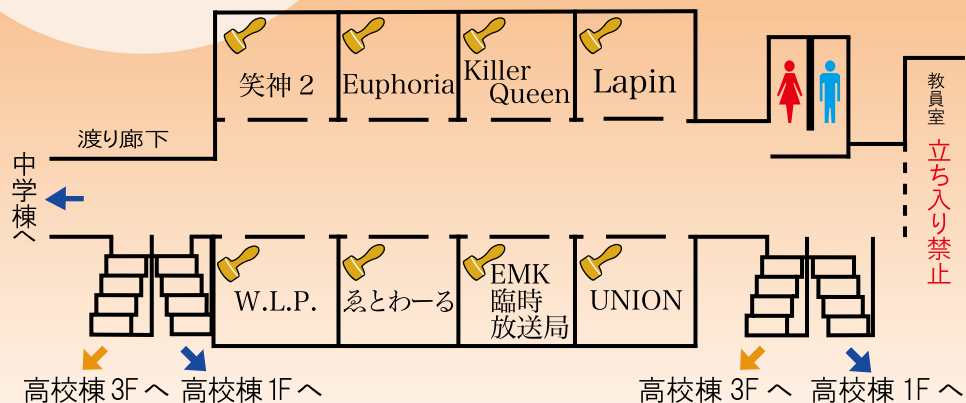 笑神 2
Euphoria
Killer
Queen
Lapin
教員室
立ち入り禁止
渡り廊下
中学棟へ
W.L.P.
ゑとわーる
EMK
臨時
放送局
UNION
高校棟 3F へ
高校棟 1F へ
高校棟 3F へ
高校棟 1F へ